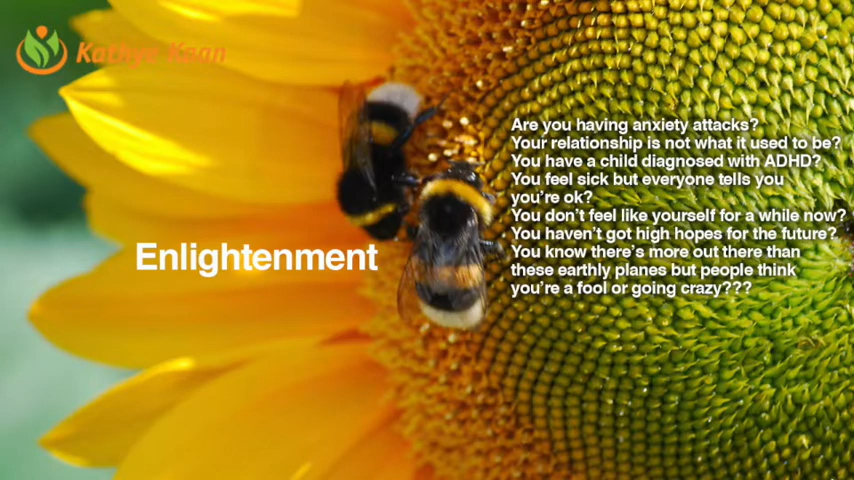 Kathye Kaan
Enlightenment
Are you having anxiety attacks?
Your relationship is not what it used to be?
You have a child diagnosed with ADHD?
You feel sick but everyone tells you
you're ok?
You don't feel like yourself for a while now?
You haven't got high hopes for the future?
You know there's more out there than
these earthly planes but people think
you're a fool or going crazy???